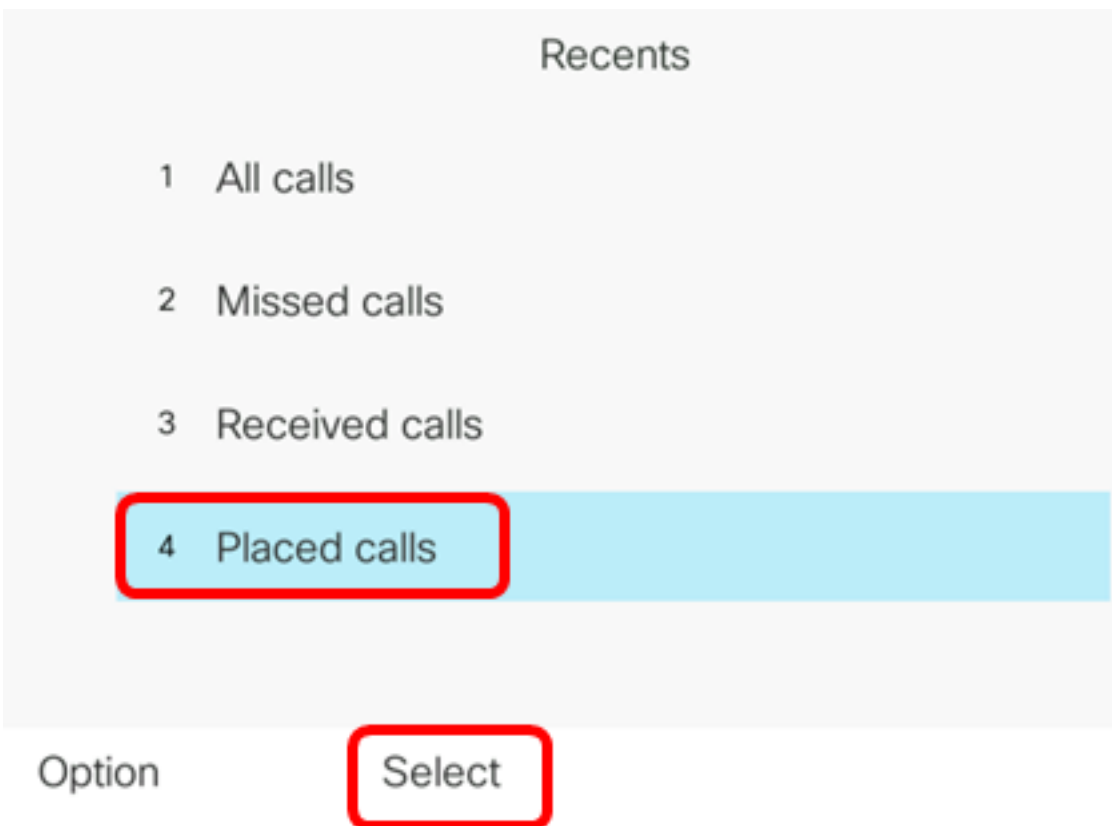 Recents
1 All calls
2 Missed calls
3 Received calls
4 Placed calls
Option Select